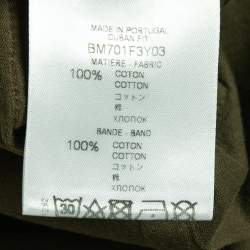 MADE IN PORTUGAL
CUBAN FIT
BM701F3Y03
MATIERE - FABRIC
100% COTON
COTTON
コットン
棉
ХЛОПОК
BANDE - BAND
100% COTON
COTTON
コットン
棉
ХЛОПОК
30